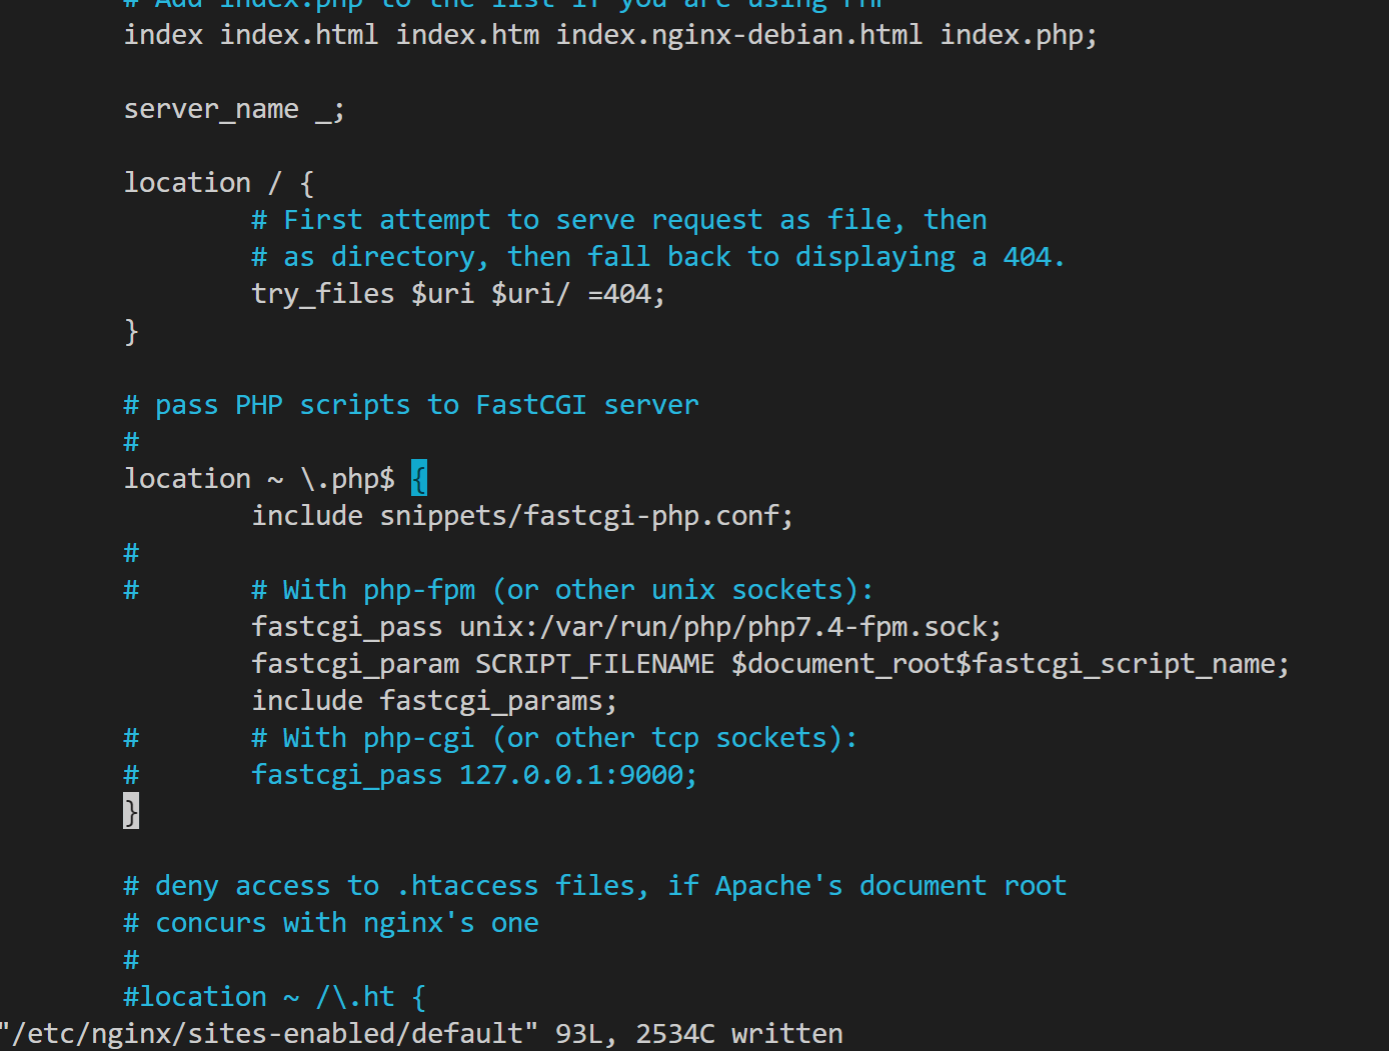 # Add index.php to the list if you are using PHP
index index.html index.htm index.nginx-debian.html index.php;
server_name _;
location / {
# First attempt to serve request as file, then
# as directory, then fall back to displaying a 404.
try_files $uri $uri/ =404;
}
# pass PHP scripts to FastCGI server
#
location ~ \.php$ {
include snippets/fastcgi-php.conf;
#
# # With php-fpm (or other unix sockets):
fastcgi_pass unix:/var/run/php/php7.4-fpm.sock;
fastcgi_param SCRIPT_FILENAME $document_root$fastcgi_script_name;
include fastcgi_params;
# # With php-cgi (or other tcp sockets):
# fastcgi_pass 127.0.0.1:9000;
}
# deny access to .htaccess files, if Apache's document root
# concurs with nginx's one
#
#location ~ /\.ht {
"/etc/nginx/sites-enabled/default" 93L, 2534C written